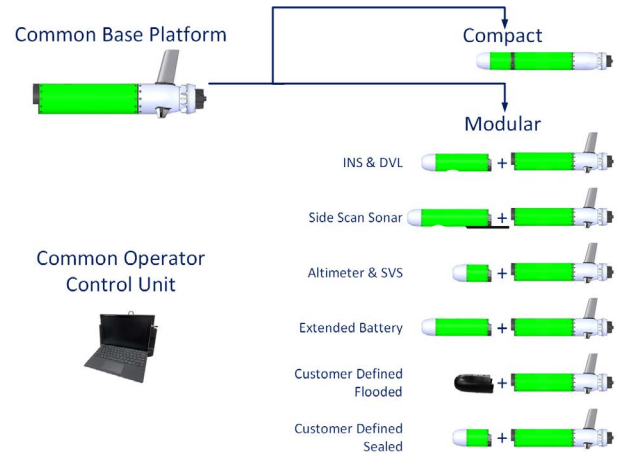 Common Base Platform
Compact
Modular
INS & DVL
+
Side Scan Sonar
+
Common Operator
Control Unit
Altimeter & SVS
+
Extended Battery
+
Customer Defined
Flooded
+
Customer Defined
Sealed
+